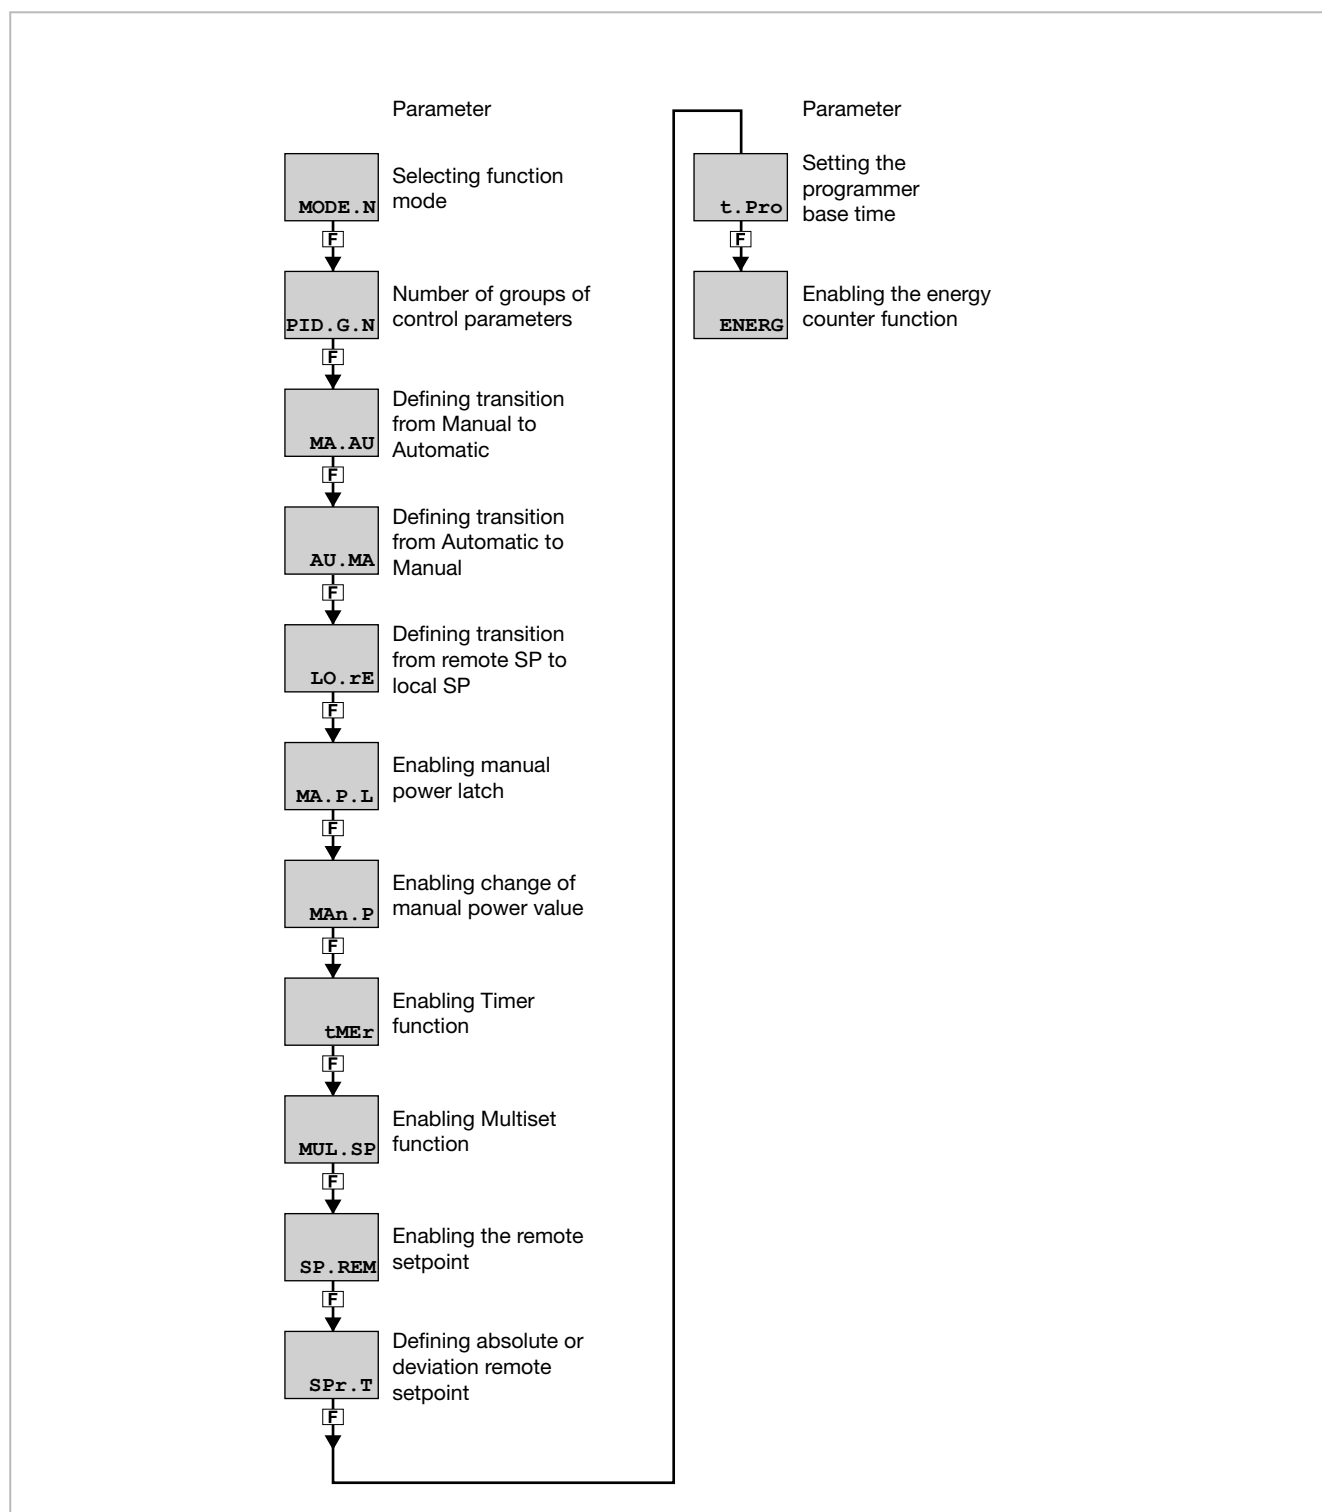 Parameter
MODE.N
Selecting function
mode
F
PID.G.N
Number of groups of
control parameters
F
MA.AU
Defining transition
from Manual to
Automatic
F
AU.MA
Defining transition
from Automatic to
Manual
F
LO.rE
Defining transition
from remote SP to
local SP
F
MA.P.L
Enabling manual
power latch
F
MAn.P
Enabling change of
manual power value
F
tMEr
Enabling Timer
function
F
MUL.SP
Enabling Multiset
function
F
SP.REM
Enabling the remote
setpoint
F
SPr.T
Defining absolute or
deviation remote
setpoint
F
Parameter
t.Pro
Setting the
programmer
base time
F
ENERG
Enabling the energy
counter function